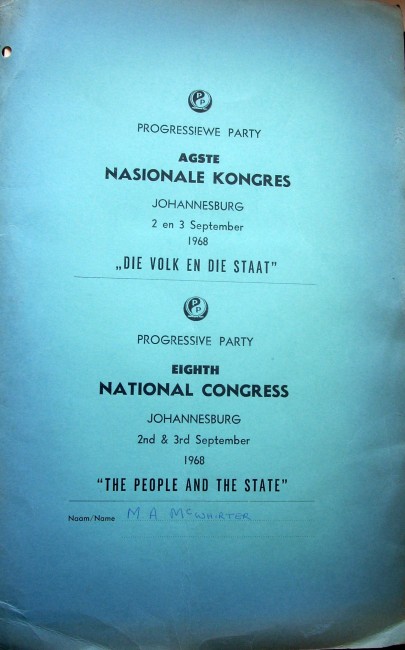 PP
PROGRESSIEWE PARTY
AGSTE
NASIONALE KONGRES
JOHANNESBURG
2 en 3 September
1968
„DIE VOLK EN DIE STAAT”
PP
PROGRESSIVE PARTY
EIGHTH
NATIONAL CONGRESS
JOHANNESBURG
2nd & 3rd September
1968
“THE PEOPLE AND THE STATE”
Naam/Name M A McWHIRTER